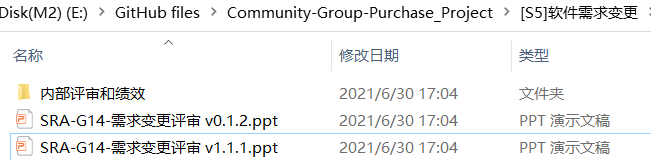 Disk(M2) (E:) > GitHub files > Community-Group-Purchase_Project > [S5]软件需求变更
名称 修改日期 类型
内部评审和绩效 2021/6/30 17:04 文件夹
SRA-G14-需求变更评审 v0.1.2.ppt 2021/6/30 17:04 PPT 演示文稿
SRA-G14-需求变更评审 v1.1.1.ppt 2021/6/30 17:04 PPT 演示文稿